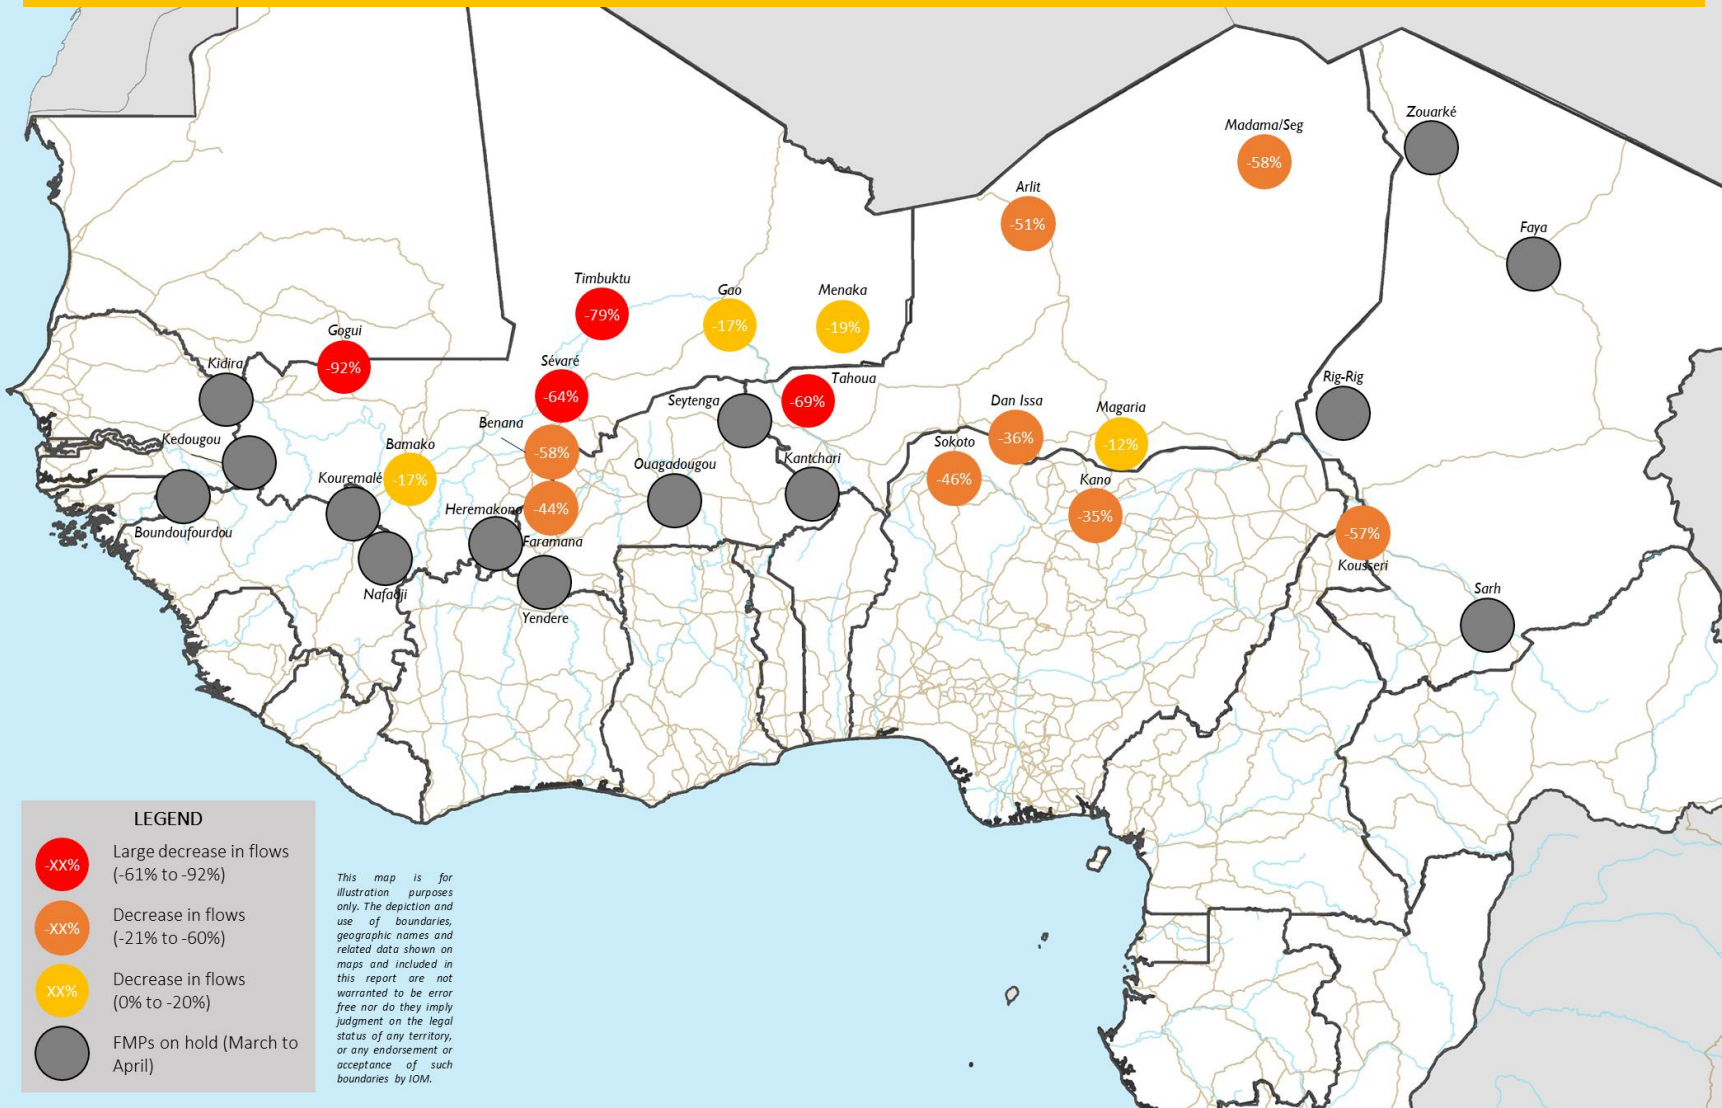 Zouarké
Madama/Seg
-58%
Arlit
-51%
Faya
Timbuktu
-79%
Gao
-17%
Menaka
-19%
Gogui
-92%
Kidira
Sévaré
-64%
Tahoua
-69%
Rig-Rig
Seytenga
Dan Issa
-36%
Magaria
-12%
Benana
-58%
Kedougou
Bamako
-17%
Sokoto
-46%
Ouagadougou
Kantchari
Kouremalé
Kano
-35%
Heremakono
-44%
Faramana
Boundoufourdou
-57%
Kousseri
Nafadji
Yendere
Sarh
LEGEND
-XX%
Large decrease in flows
(-61% to -92%)
-XX%
Decrease in flows
(-21% to -60%)
XX%
Decrease in flows
(0% to -20%)
FMPs on hold (March to
April)
This map is for
illustration purposes
only. The depiction and
use of boundaries,
geographic names and
related data shown on
maps and included in
this report are not
warranted to be error
free nor do they imply
judgment on the legal
status of any territory,
or any endorsement or
acceptance of such
boundaries by IOM.